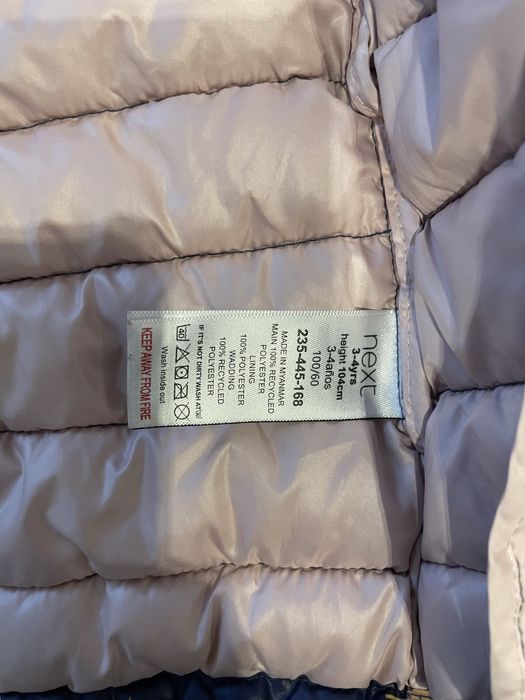 next
3-4yrs
height 104cm
3-4años
100/60
235-445-168
MADE IN MYANMAR
MAIN 100% RECYCLED
POLYESTER
LINING
100% POLYESTER
WADDING
100% RECYCLED
POLYESTER
IF IT'S NOT DIRTY WASH AT 30
40
Wash inside out
KEEP AWAY FROM FIRE